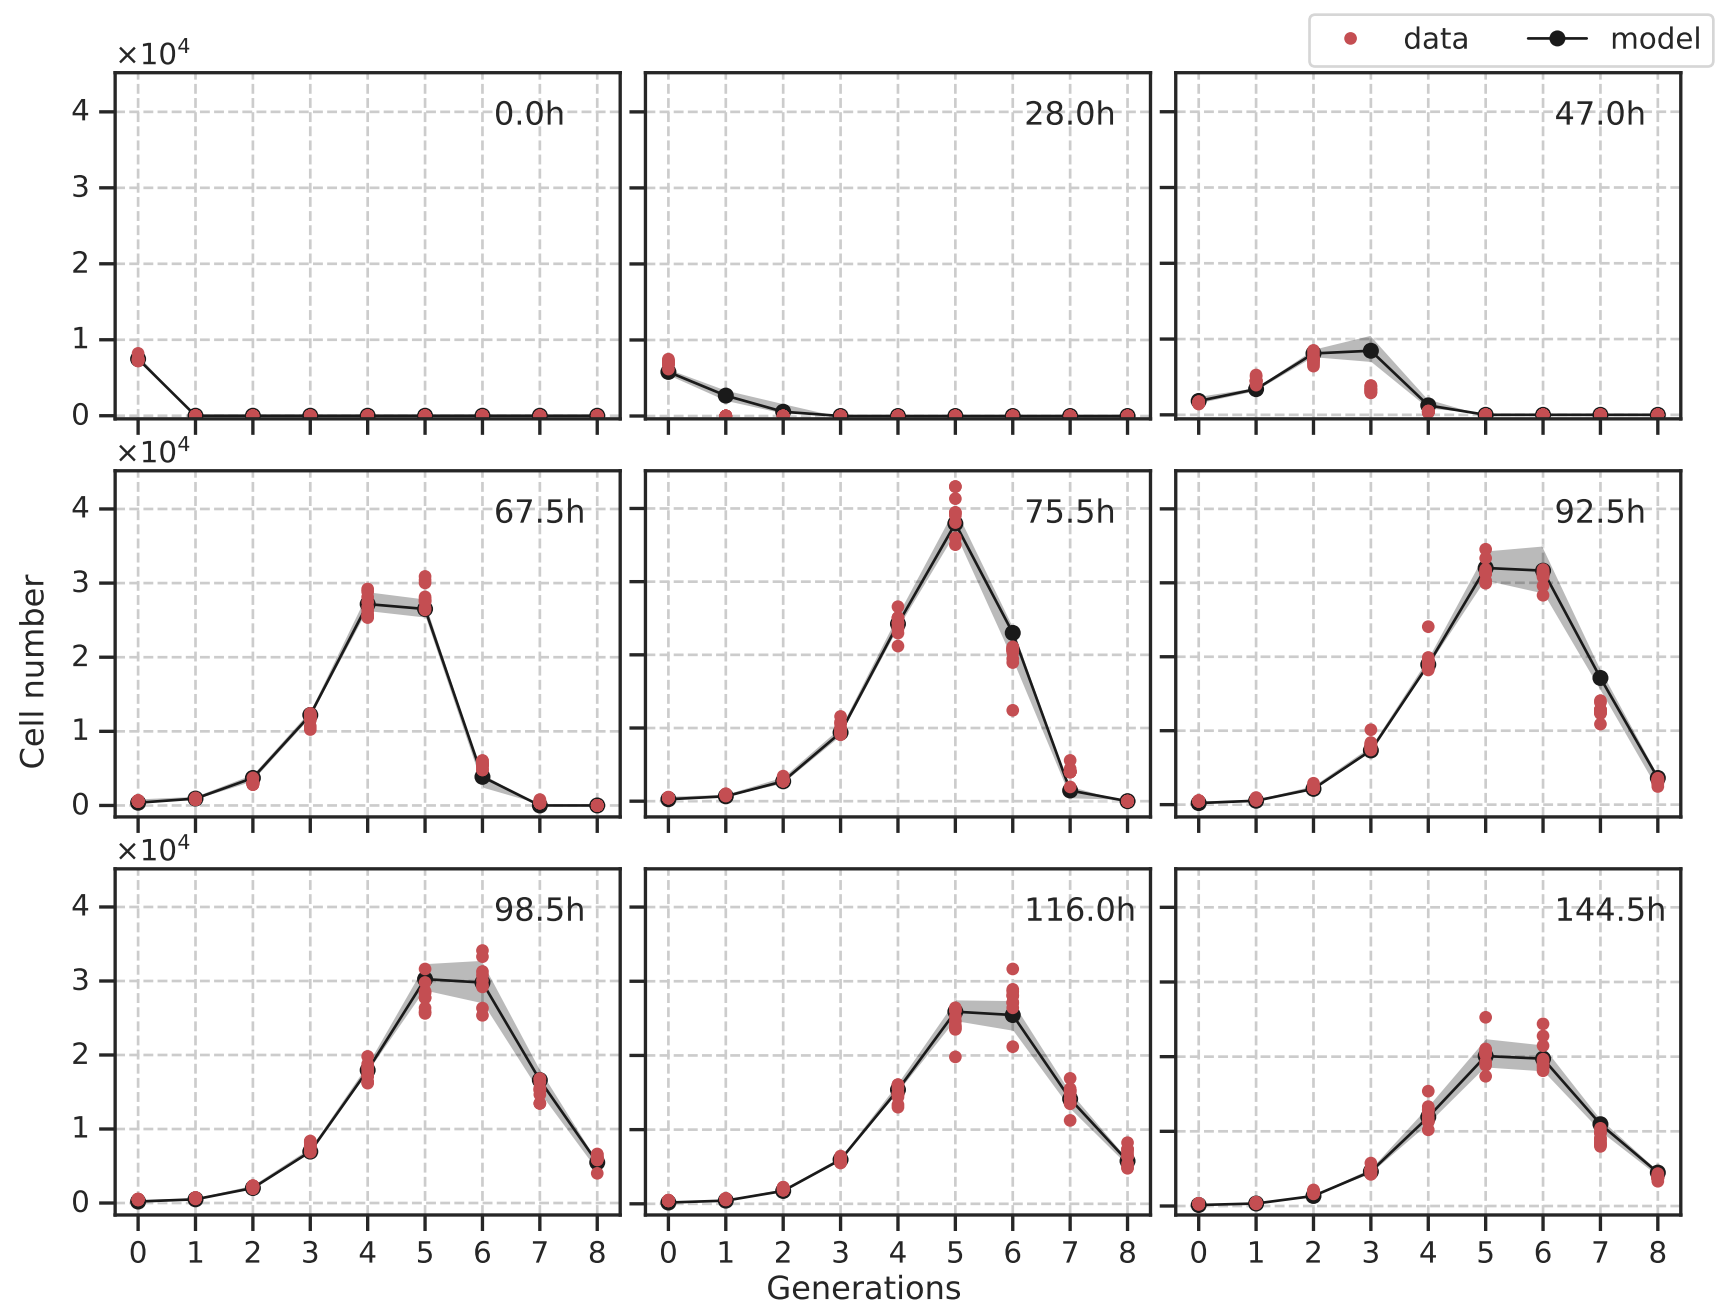 data model
×10⁴
4 3 2 1 0
0.0h 28.0h 47.0h
×10⁴
4 3 2 1 0
67.5h 75.5h 92.5h
Cell number
×10⁴
4 3 2 1 0
98.5h 116.0h 144.5h
0 1 2 3 4 5 6 7 8 0 1 2 3 4 5 6 7 8 0 1 2 3 4 5 6 7 8
Generations